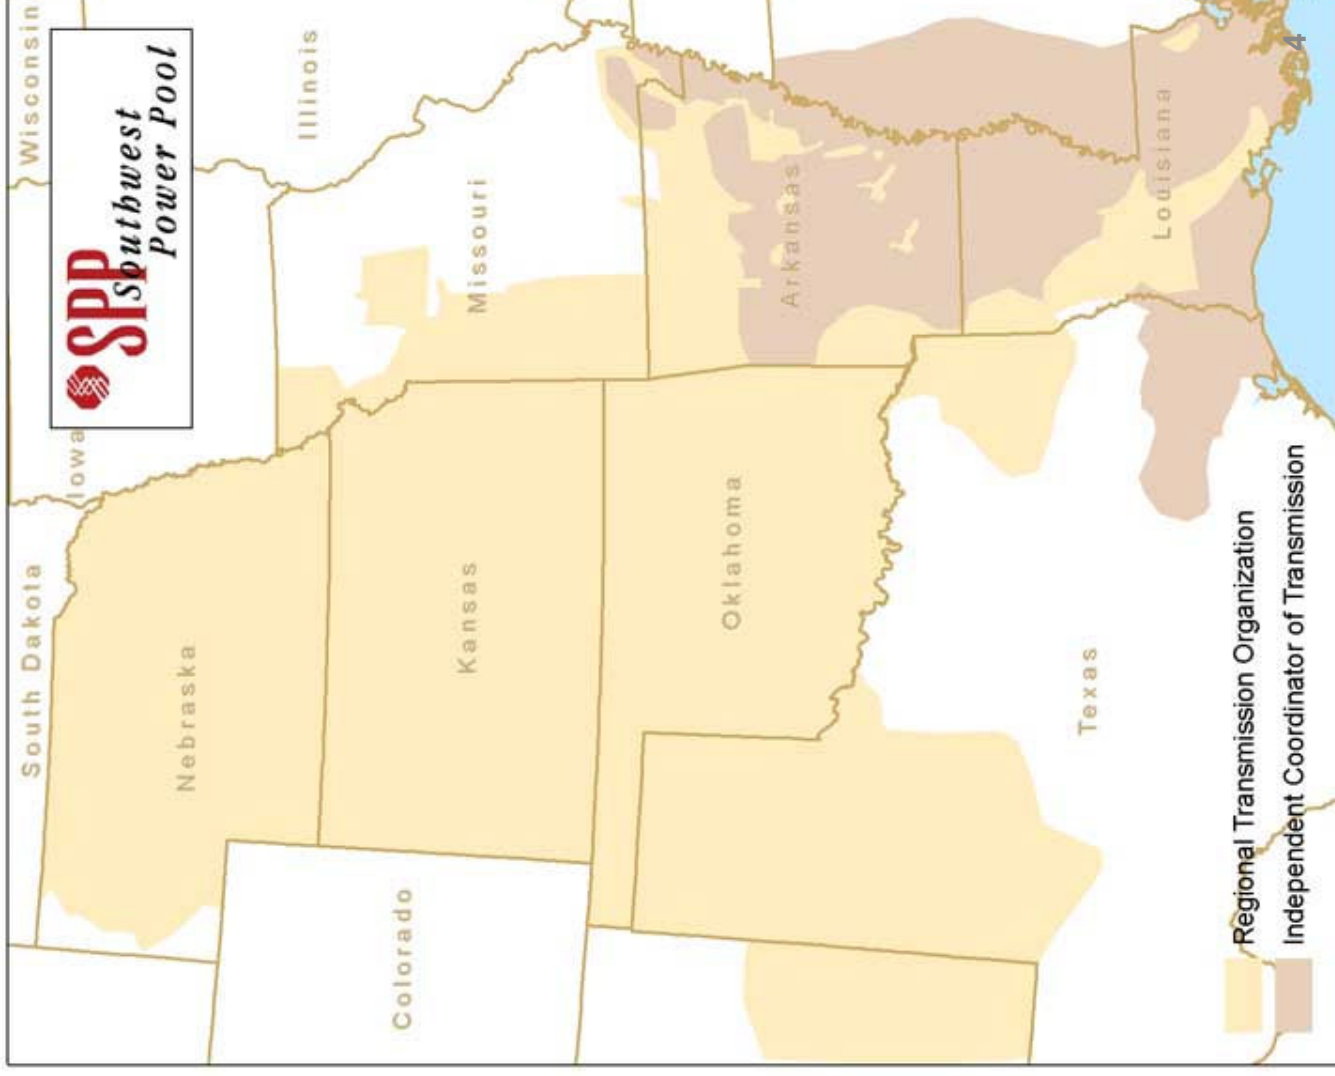 SPP
Southwest
Power Pool
Wisconsin
South Dakota
Iowa
Illinois
Nebraska
Missouri
Colorado
Kansas
Oklahoma
Arkansas
Texas
Louisiana
Regional Transmission Organization
Independent Coordinator of Transmission
4